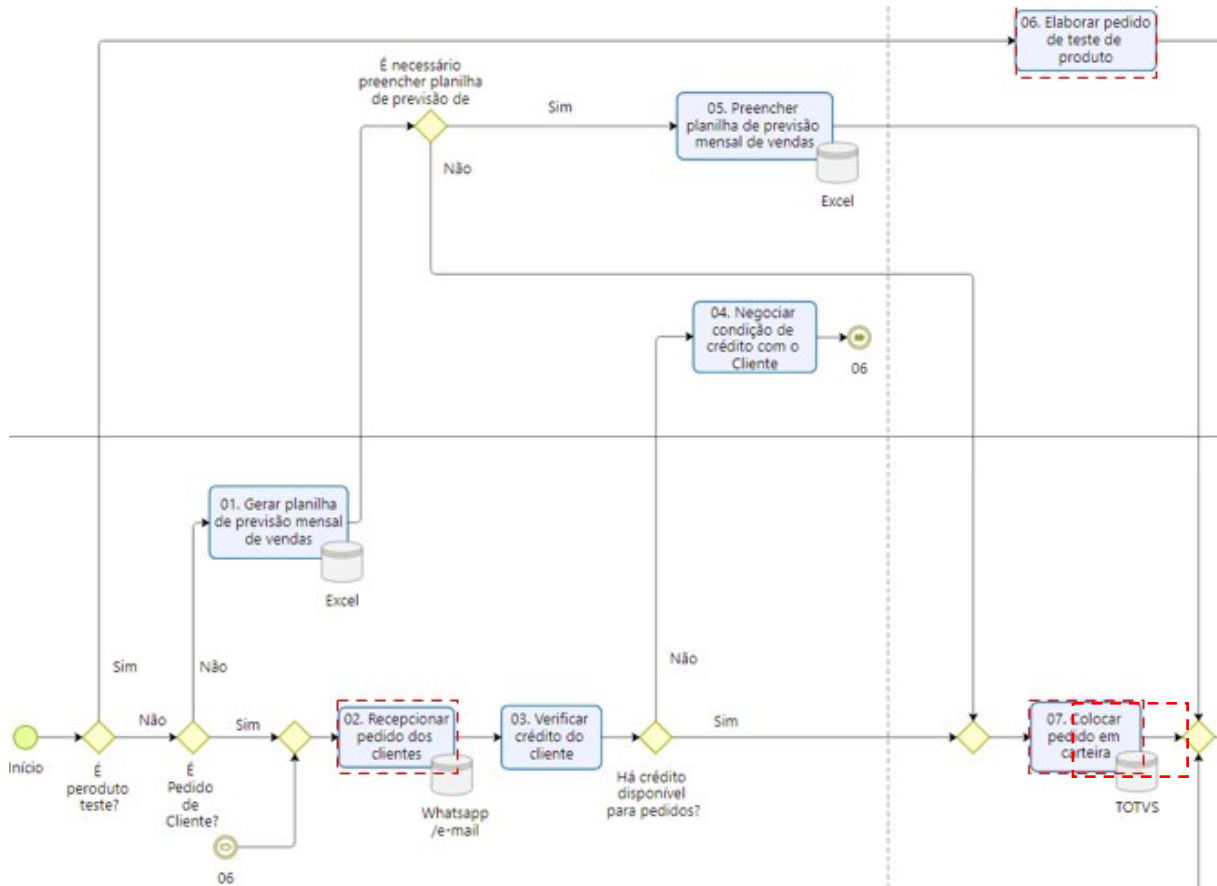 06. Elaborar pedido
de teste de
produto
É necessário
preencher planilha
de previsão de
Sim
05. Preencher
planilha de previsão
mensal de vendas
Excel
Não
04. Negociar
condição de
crédito com o
Cliente
06
01. Gerar planilha
de previsão mensal
de vendas
Excel
Sim
Não
Não
Início
É
peroduto
teste?
Não
É
Pedido
de
Cliente?
Sim
06
02. Recepcionar
pedido dos
clientes
Whatsapp
/e-mail
03. Verificar
crédito do
cliente
Há crédito
disponível
para pedidos?
Sim
07. Colocar
pedido em
carteira
TOTVS